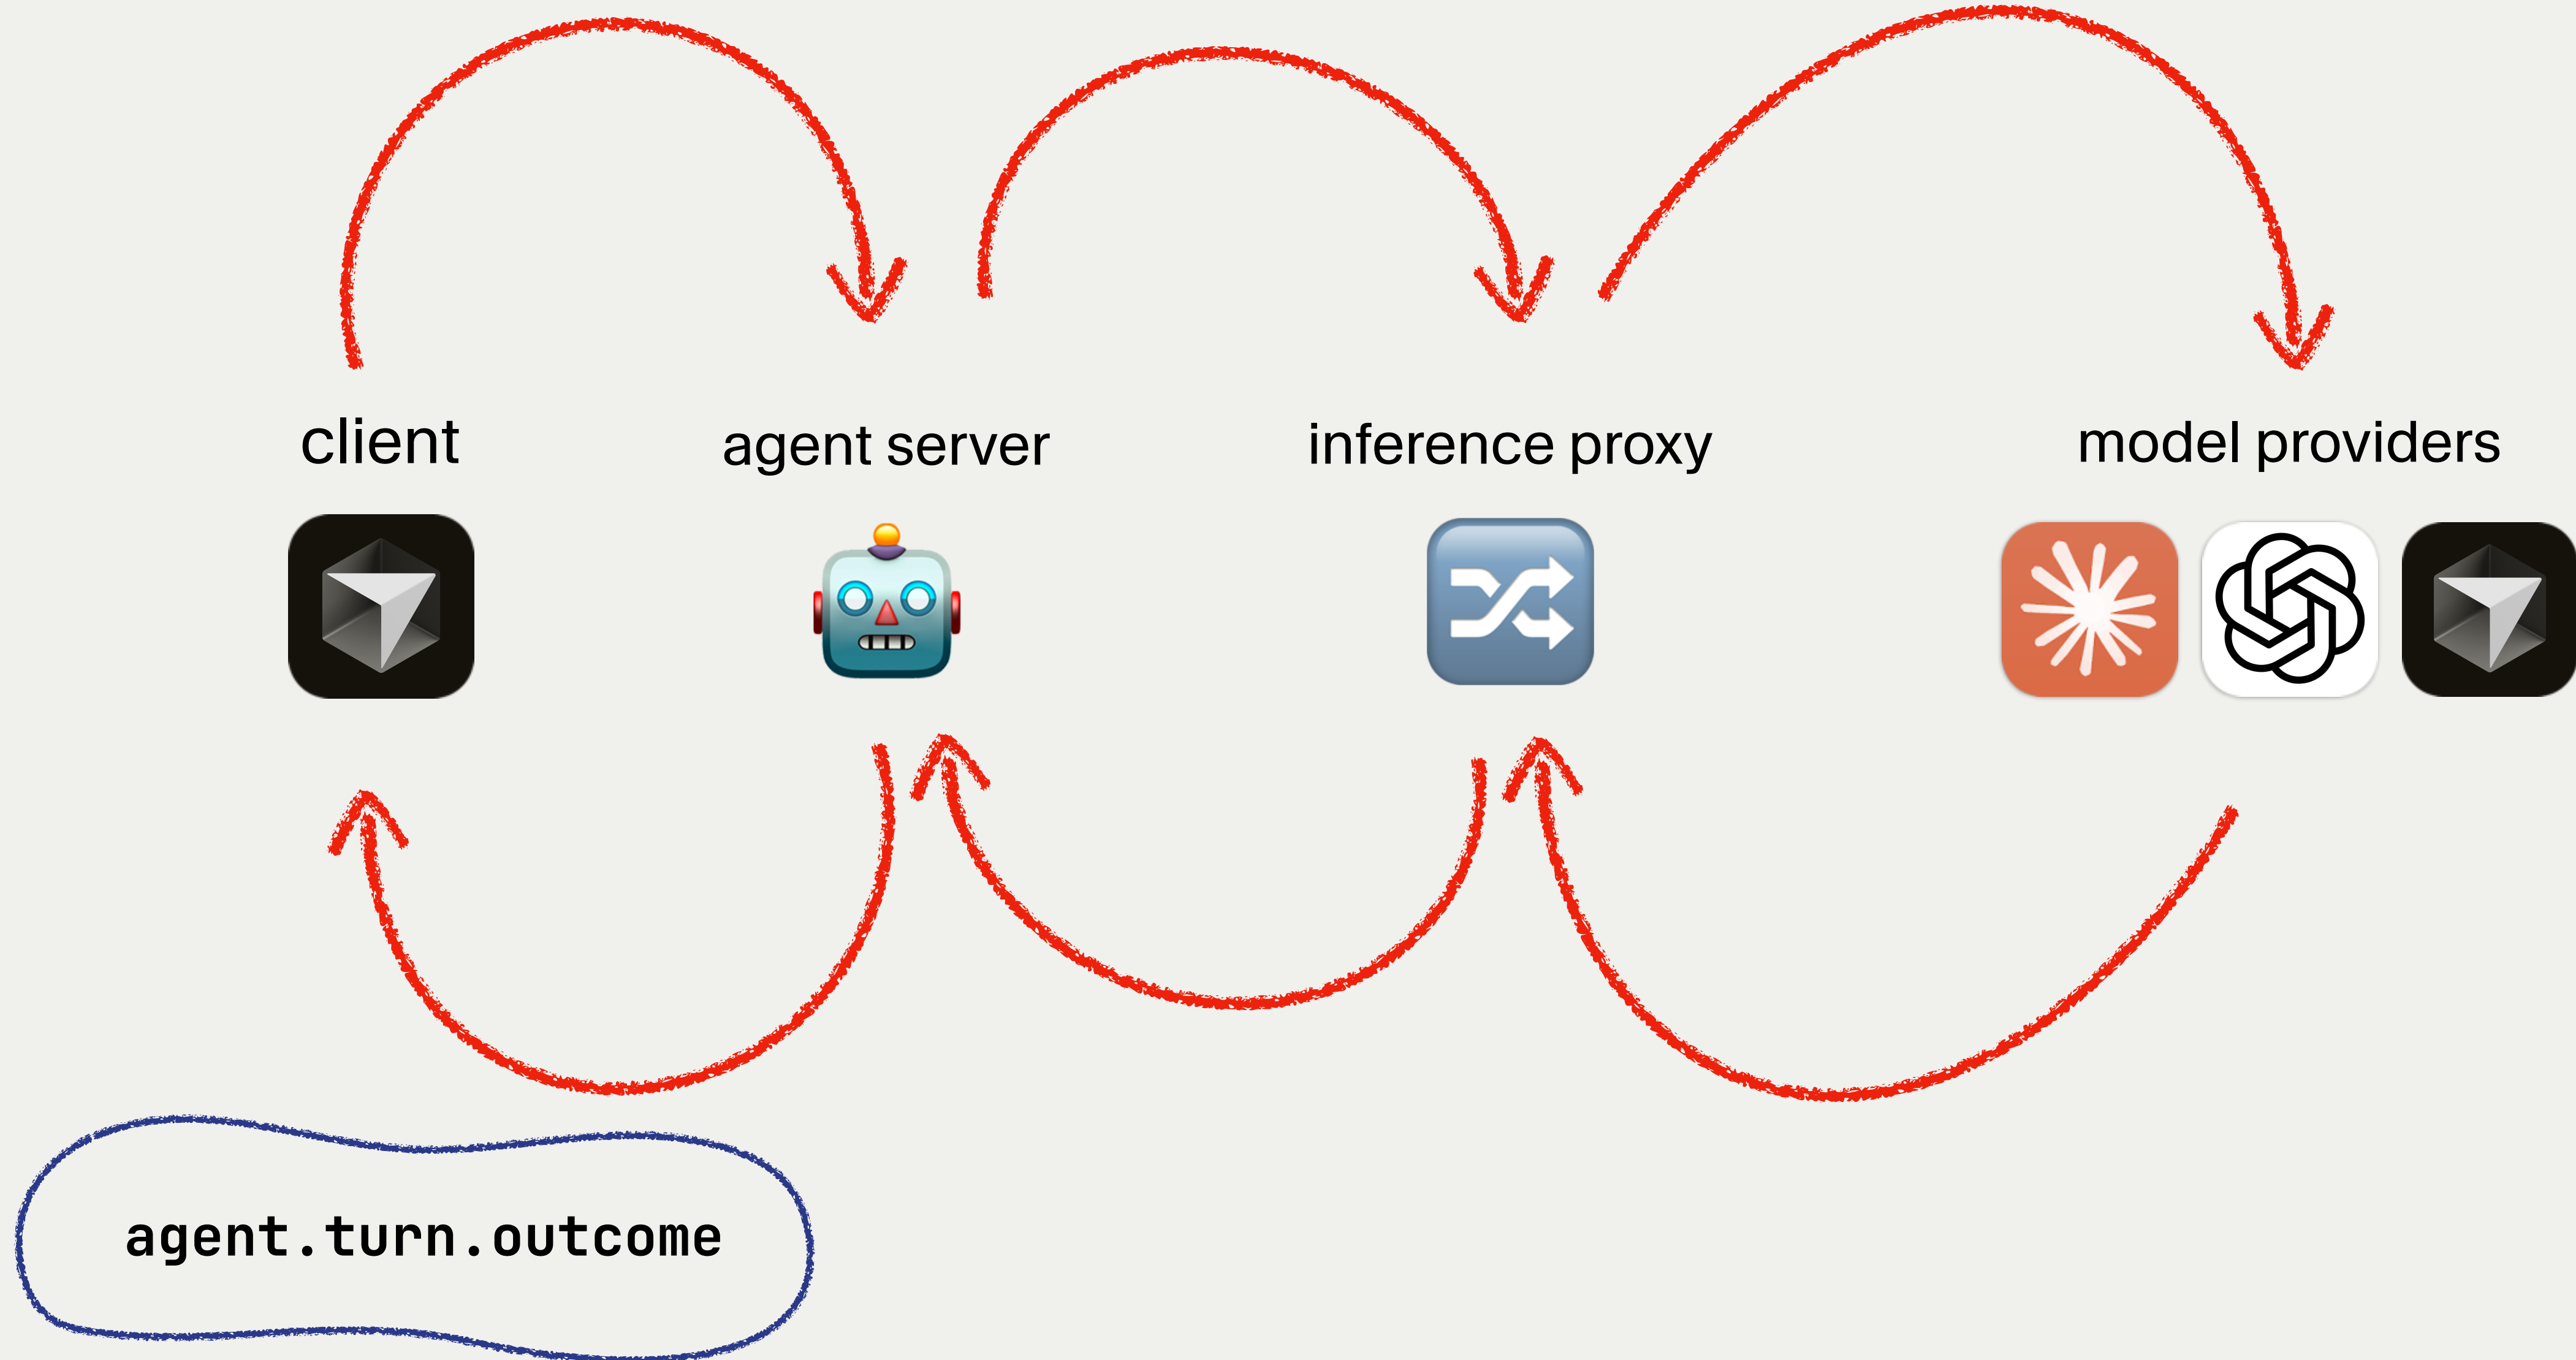 client
agent server
inference proxy
model providers
agent.turn.outcome